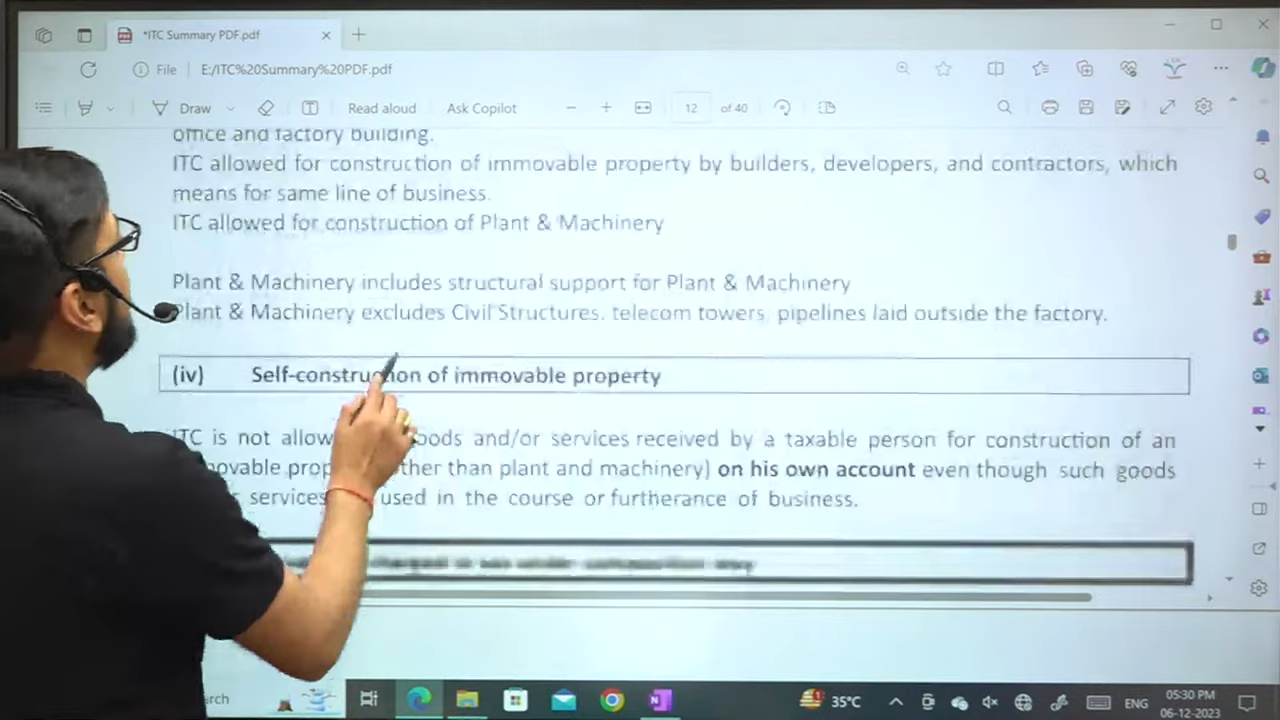 *ITC Summary PDF.pdf
File E:/ITC%20Summary%20PDF.pdf
Draw Read aloud Ask Copilot 12 of 40
office and factory building.
ITC allowed for construction of immovable property by builders, developers, and contractors, which
means for same line of business.
ITC allowed for construction of Plant & Machinery
Plant & Machinery includes structural support for Plant & Machinery
Plant & Machinery excludes Civil Structures, telecom towers, pipelines laid outside the factory.
(iv) Self-construction of immovable property
ITC is not allow oods and/or services received by a taxable person for construction of an
movable prop ther than plant and machinery) on his own account even though such goods
services used in the course or furtherance of business.
35°C ENG 05:30 PM
06-12-2023